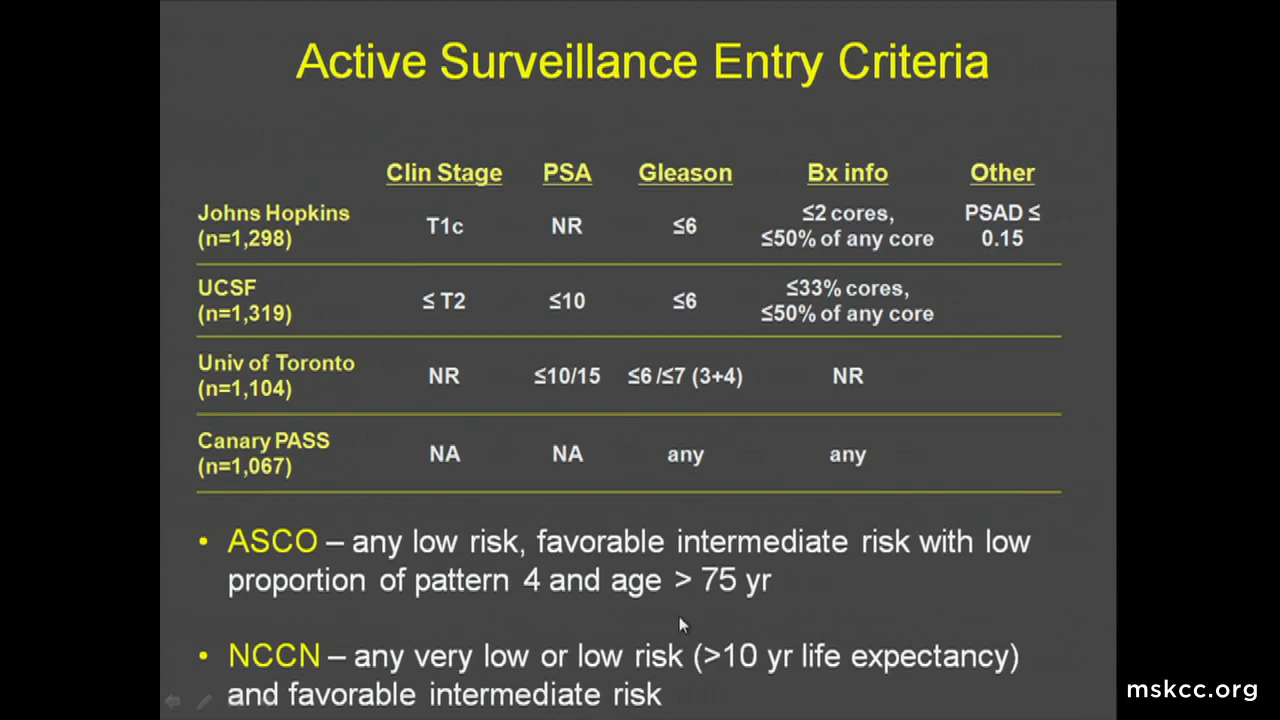 Active Surveillance Entry Criteria
Clin Stage PSA Gleason Bx info Other
Johns Hopkins
(n=1,298)
T1c NR ≤6
≤2 cores,
≤50% of any core
PSAD ≤
0.15
UCSF
(n=1,319)
≤ T2 ≤10 ≤6
≤33% cores,
≤50% of any core
Univ of Toronto
(n=1,104)
NR ≤10/15 ≤6 /≤7 (3+4) NR
Canary PASS
(n=1,067)
NA NA any any
• ASCO – any low risk, favorable intermediate risk with low
proportion of pattern 4 and age > 75 yr
• NCCN – any very low or low risk (>10 yr life expectancy)
and favorable intermediate risk
mskcc.org